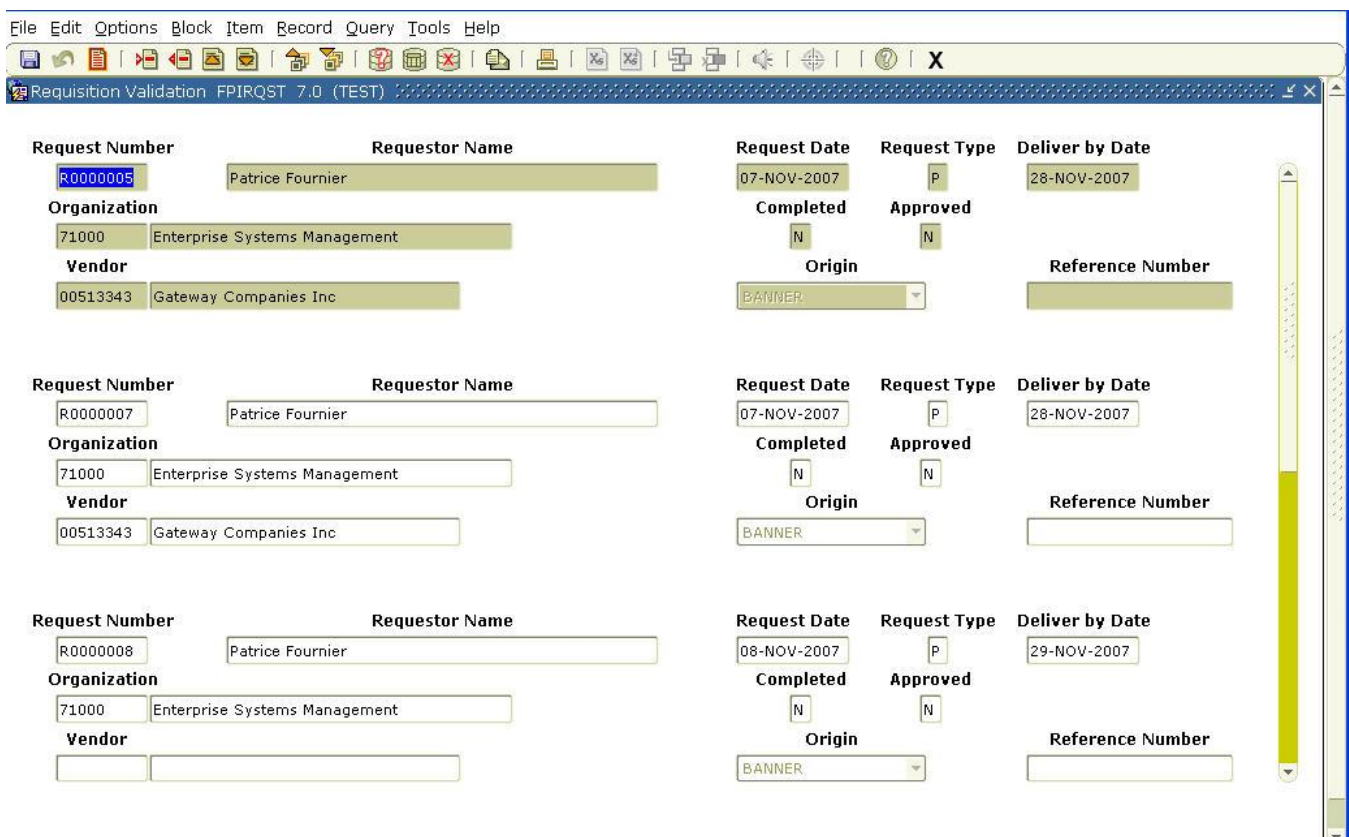 File Edit Options Block Item Record Query Tools Help
Requisition Validation FPIRQST 7.0 (TEST)
Request Number Requestor Name Request Date Request Type Deliver by Date
R0000005 Patrice Fournier 07-NOV-2007 P 28-NOV-2007
Organization Completed Approved
71000 Enterprise Systems Management N N
Vendor Origin Reference Number
00513343 Gateway Companies Inc BANNER
Request Number Requestor Name Request Date Request Type Deliver by Date
R0000007 Patrice Fournier 07-NOV-2007 P 28-NOV-2007
Organization Completed Approved
71000 Enterprise Systems Management N N
Vendor Origin Reference Number
00513343 Gateway Companies Inc BANNER
Request Number Requestor Name Request Date Request Type Deliver by Date
R0000008 Patrice Fournier 08-NOV-2007 P 29-NOV-2007
Organization Completed Approved
71000 Enterprise Systems Management N N
Vendor Origin Reference Number
BANNER